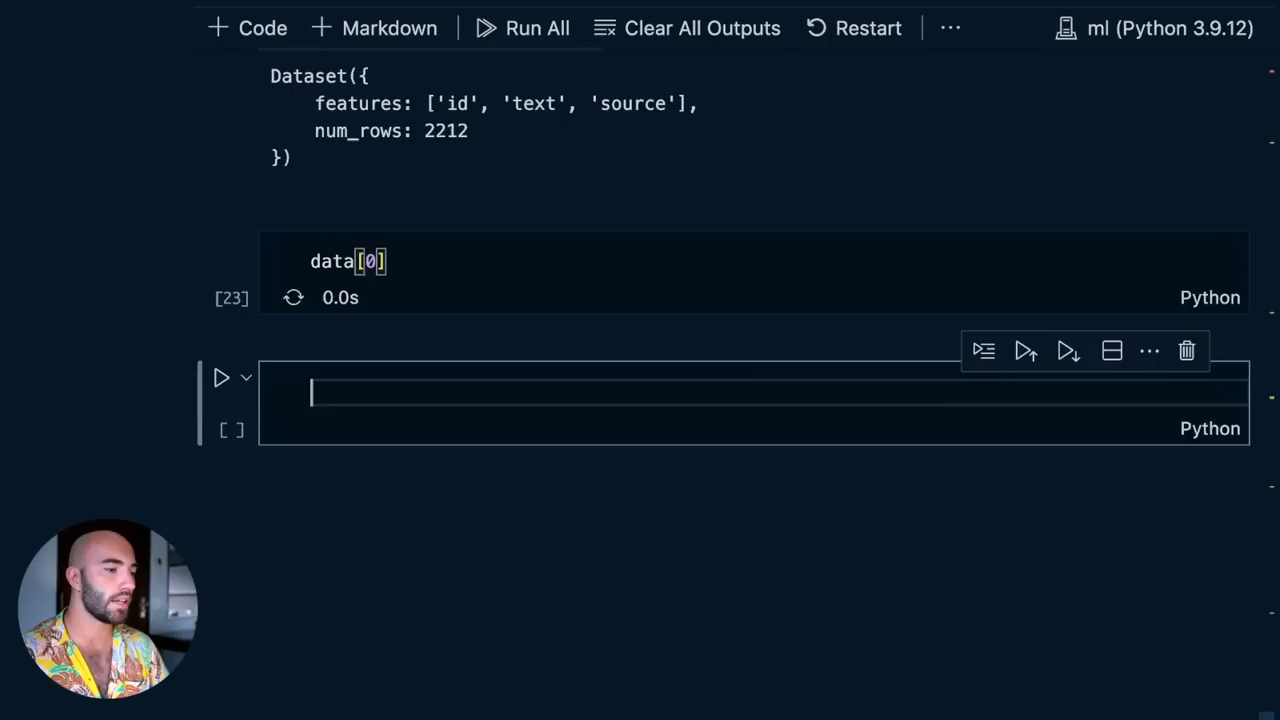 Code Markdown Run All Clear All Outputs Restart ... ml (Python 3.9.12)
Dataset({
    features: ['id', 'text', 'source'],
    num_rows: 2212
})
data[0]
[23] 0.0s Python
[ ] Python